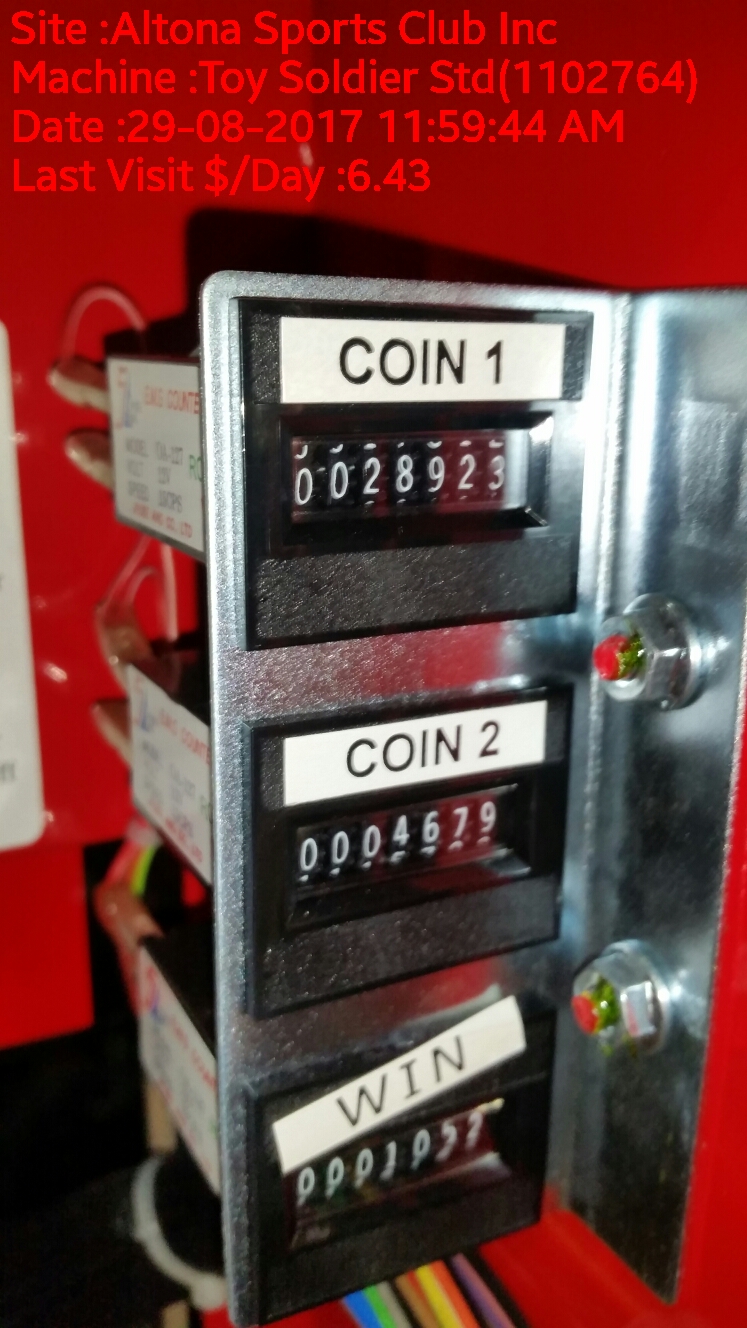 Site :Altona Sports Club Inc
Machine :Toy Soldier Std(1102764)
Date :29-08-2017 11:59:44 AM
Last Visit $/Day :6.43
COIN 1
0028923
COIN 2
0004679
WIN